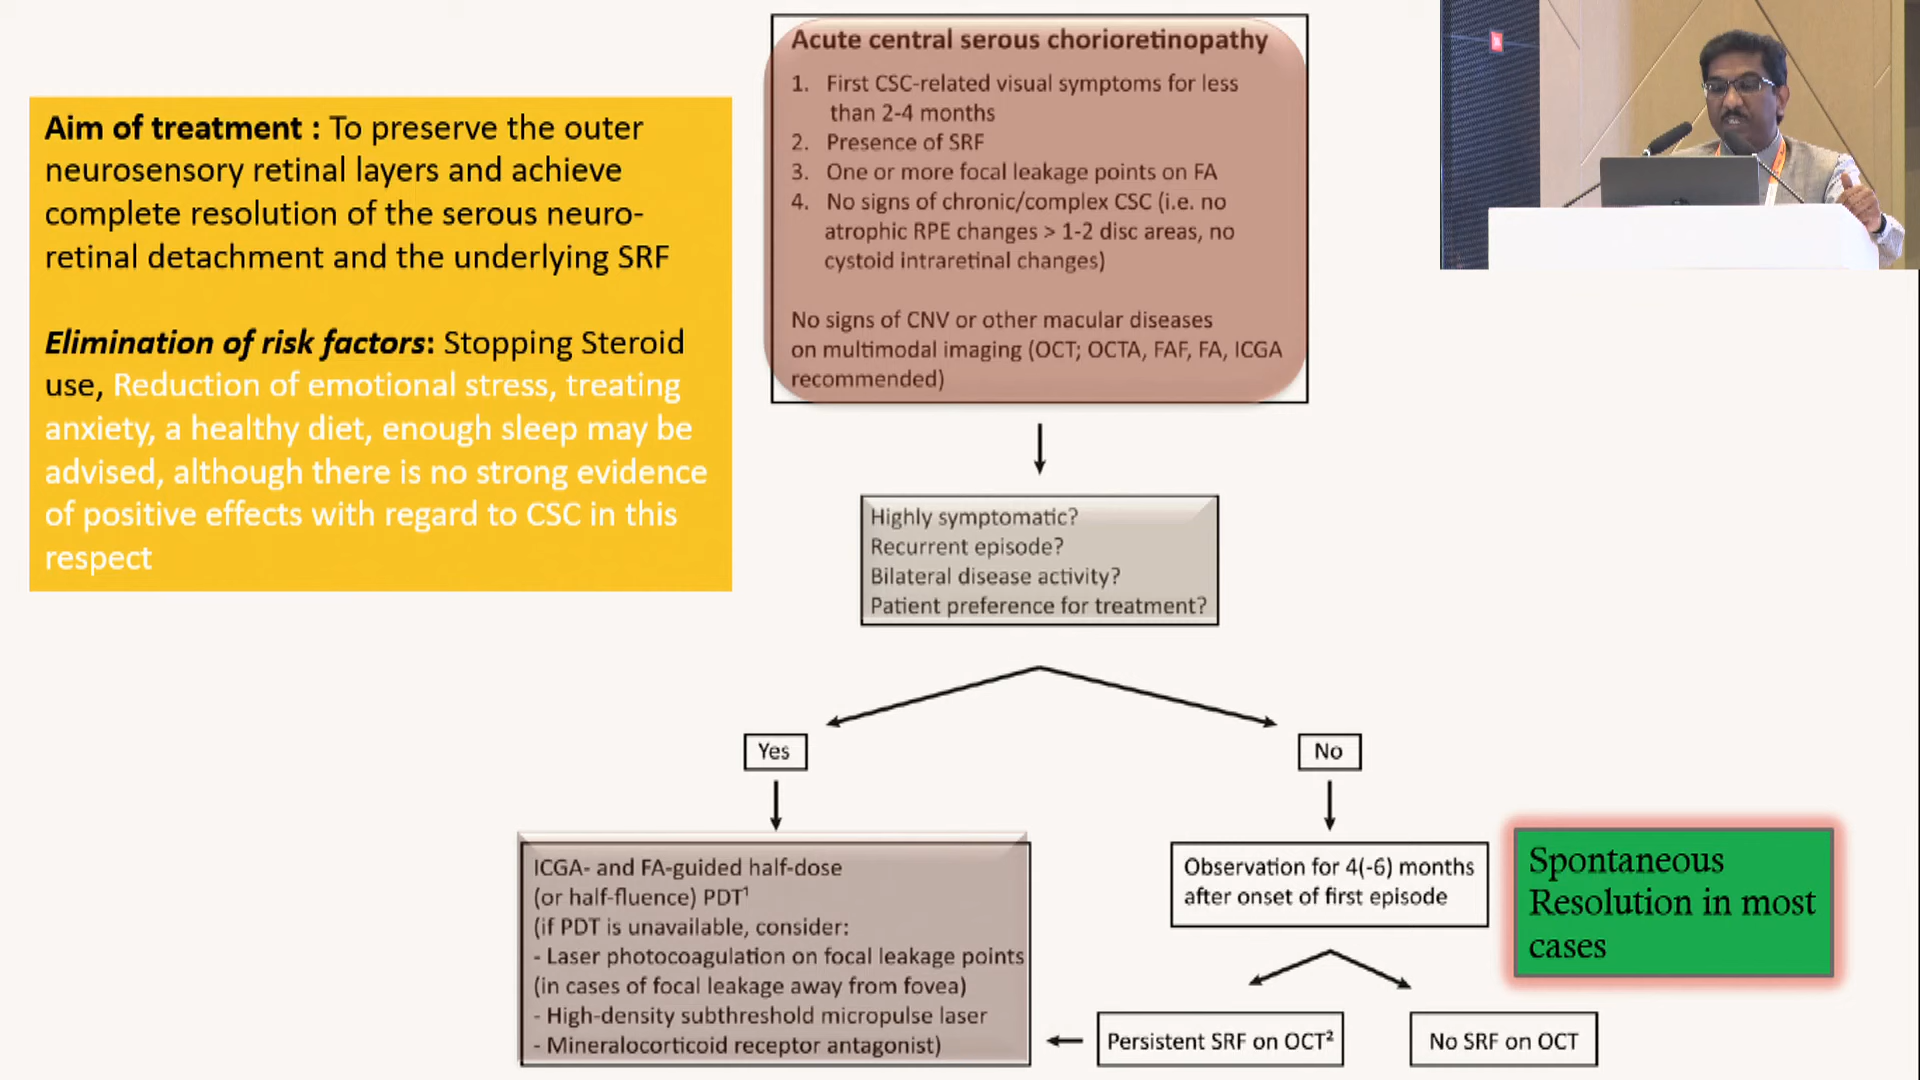 Aim of treatment : To preserve the outer
neurosensory retinal layers and achieve
complete resolution of the serous neuro-
retinal detachment and the underlying SRF
Elimination of risk factors: Stopping Steroid
use, Reduction of emotional stress, treating
anxiety, a healthy diet, enough sleep may be
advised, although there is no strong evidence
of positive effects with regard to CSC in this
respect
Acute central serous chorioretinopathy
1. First CSC-related visual symptoms for less
than 2-4 months
2. Presence of SRF
3. One or more focal leakage points on FA
4. No signs of chronic/complex CSC (i.e. no
atrophic RPE changes > 1-2 disc areas, no
cystoid intraretinal changes)
No signs of CNV or other macular diseases
on multimodal imaging (OCT; OCTA, FAF, FA, ICGA
recommended)
Highly symptomatic?
Recurrent episode?
Bilateral disease activity?
Patient preference for treatment?
Yes
No
ICGA- and FA-guided half-dose
(or half-fluence) PDT¹
(if PDT is unavailable, consider:
- Laser photocoagulation on focal leakage points
(in cases of focal leakage away from fovea)
- High-density subthreshold micropulse laser
- Mineralocorticoid receptor antagonist)
Observation for 4(-6) months
after onset of first episode
Spontaneous
Resolution in most
cases
Persistent SRF on OCT²
No SRF on OCT